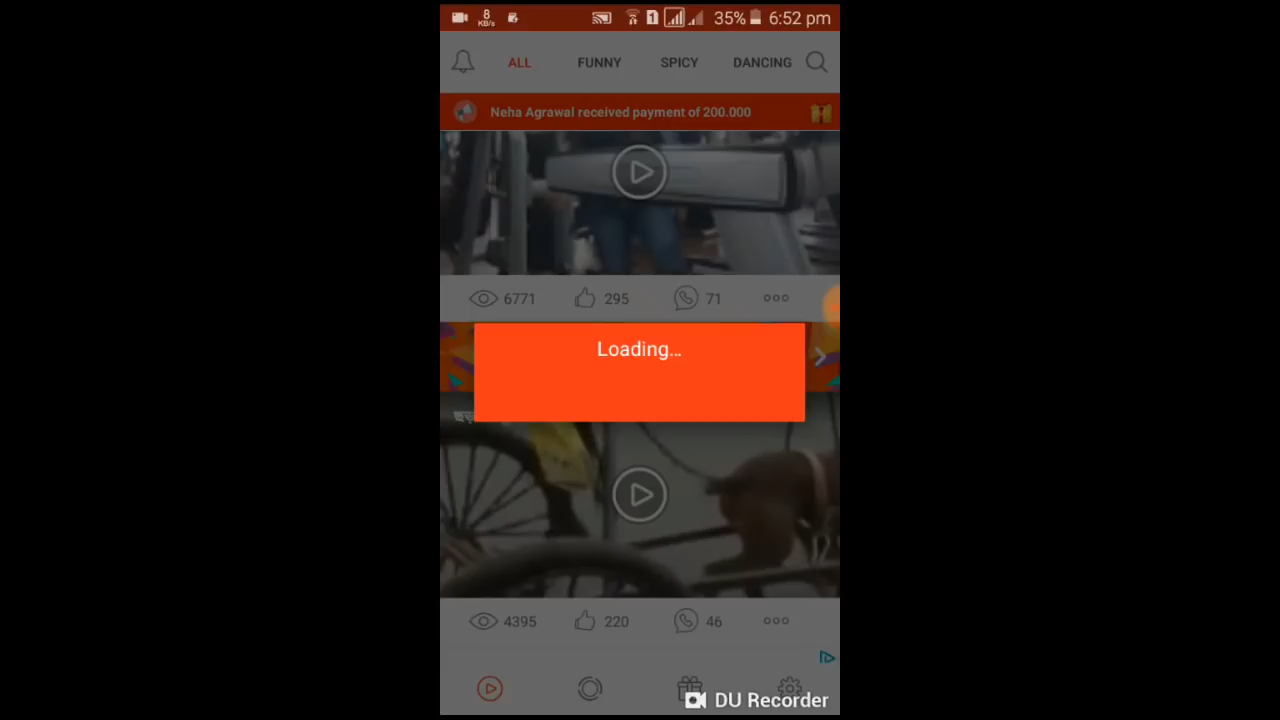 8 KB/s 1 35% 6:52 pm
ALL FUNNY SPICY DANCING
Neha Agrawal received payment of 200.000
6771 295 71
Loading...
4395 220 46
DU Recorder